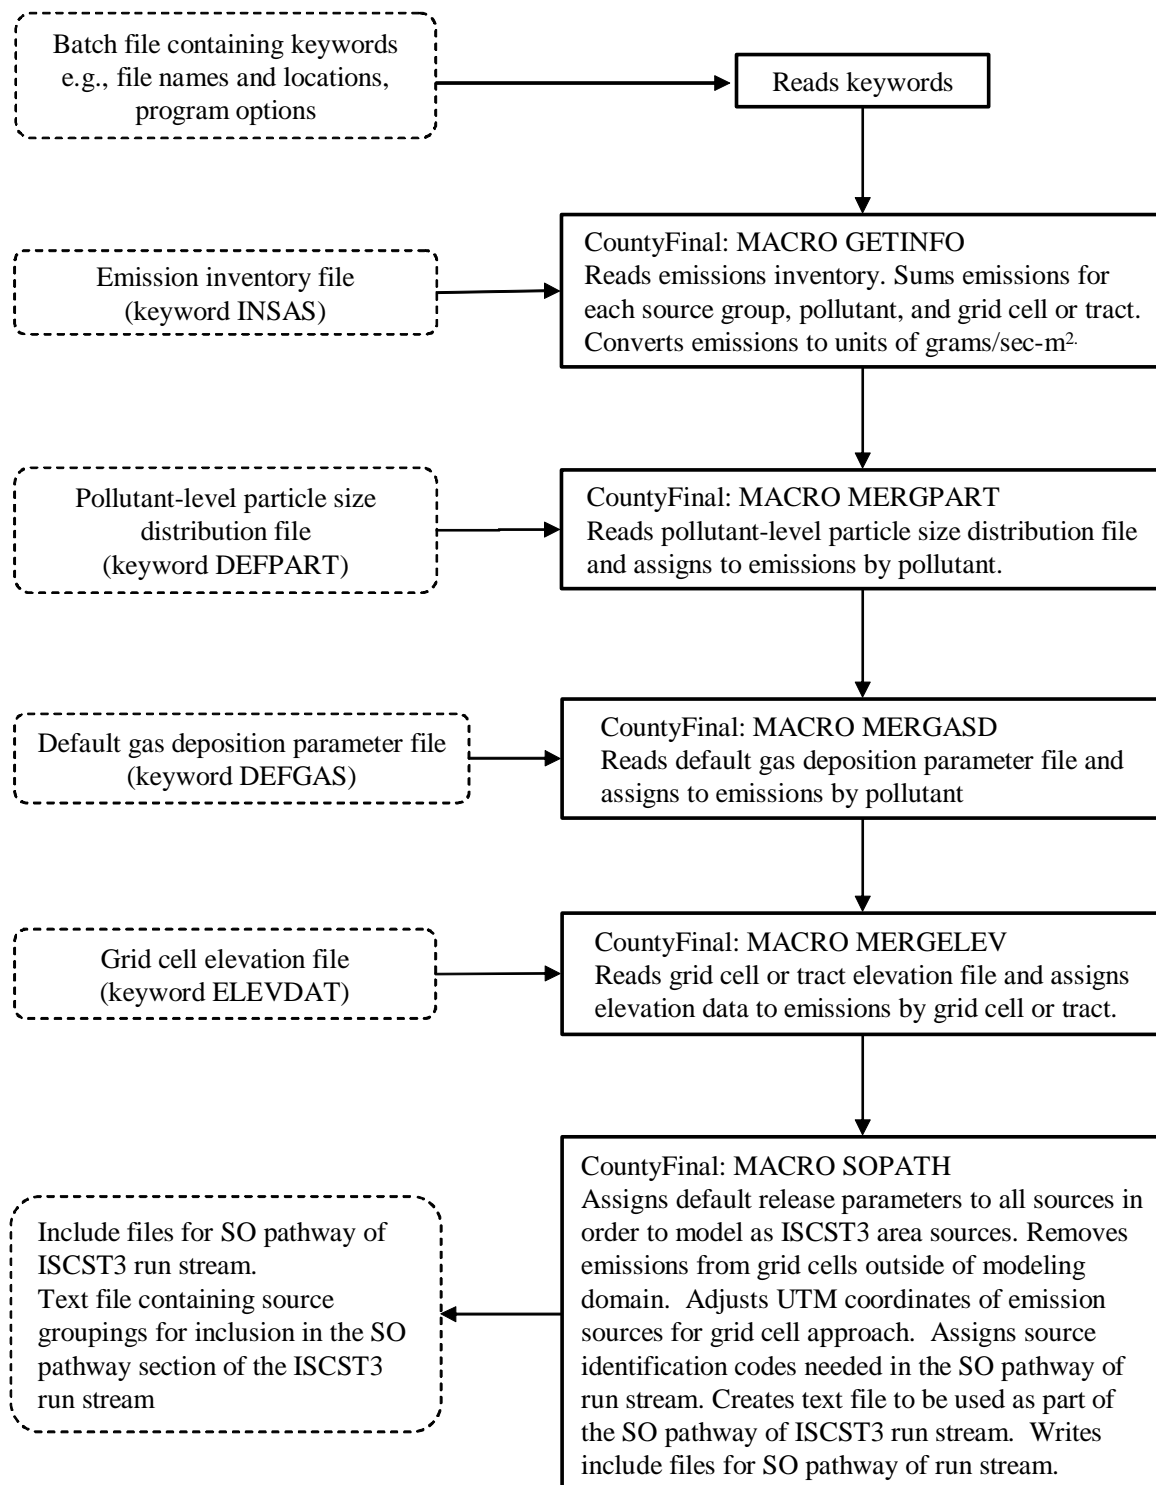 Batch file containing keywords
e.g., file names and locations,
program options
Reads keywords
Emission inventory file
(keyword INSAS)
CountyFinal: MACRO GETINFO
Reads emissions inventory. Sums emissions for
each source group, pollutant, and grid cell or tract.
Converts emissions to units of grams/sec-m².
Pollutant-level particle size
distribution file
(keyword DEFPART)
CountyFinal: MACRO MERGPART
Reads pollutant-level particle size distribution file
and assigns to emissions by pollutant.
Default gas deposition parameter file
(keyword DEFGAS)
CountyFinal: MACRO MERGASD
Reads default gas deposition parameter file and
assigns to emissions by pollutant
Grid cell elevation file
(keyword ELEVDAT)
CountyFinal: MACRO MERGELEV
Reads grid cell or tract elevation file and assigns
elevation data to emissions by grid cell or tract.
Include files for SO pathway of
ISCST3 run stream.
Text file containing source
groupings for inclusion in the SO
pathway section of the ISCST3
run stream
CountyFinal: MACRO SOPATH
Assigns default release parameters to all sources in
order to model as ISCST3 area sources. Removes
emissions from grid cells outside of modeling
domain.  Adjusts UTM coordinates of emission
sources for grid cell approach.  Assigns source
identification codes needed in the SO pathway of
run stream. Creates text file to be used as part of
the SO pathway of ISCST3 run stream.  Writes
include files for SO pathway of run stream.